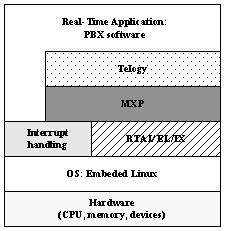 Real-Time Application:
PBX software
Telogy
MXP
Interrupt
handling
RTAI/EL/IX
OS: Embeded Linux
Hardware
(CPU, memory, devices)